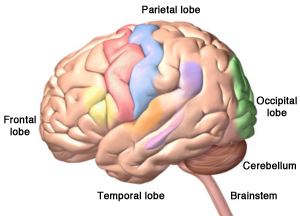 Parietal lobe
Frontal
lobe
Occipital
lobe
Cerebellum
Temporal lobe
Brainstem